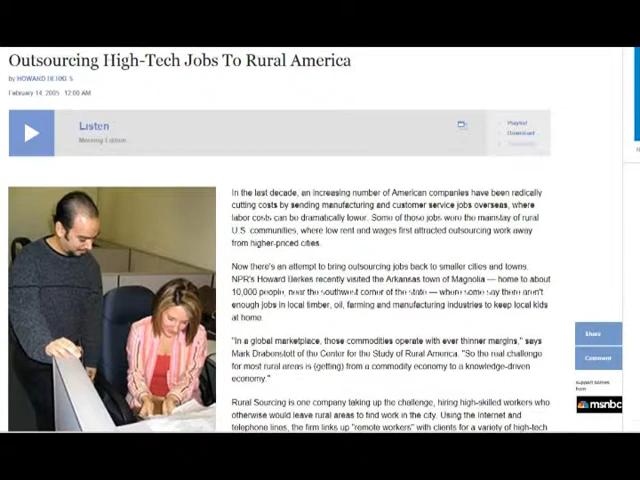 Outsourcing High-Tech Jobs To Rural America
by HOWARD BERKES
February 14, 2005 12:00 AM
Listen
Morning Edition
Playlist
Download
In the last decade, an increasing number of American companies have been radically
cutting costs by sending manufacturing and customer service jobs overseas, where
labor costs can be dramatically lower. Some of those jobs were the mainstay of rural
U.S. communities, where low rent and wages first attracted outsourcing work away
from higher-priced cities.
Now there's an attempt to bring outsourcing jobs back to smaller cities and towns.
NPR's Howard Berkes recently visited the Arkansas town of Magnolia — home to about
10,000 people, near the southwest corner of the state — where some say there aren't
enough jobs in local timber, oil, farming and manufacturing industries to keep local kids
at home.
"In a global marketplace, those commodities operate with ever thinner margins," says
Mark Drabenstott of the Center for the Study of Rural America. "So the real challenge
for most rural areas is (getting) from a commodity economy to a knowledge-driven
economy."
Rural Sourcing is one company taking up the challenge, hiring high-skilled workers who
otherwise would leave rural areas to find work in the city. Using the Internet and
telephone lines, the firm links up "remote workers" with clients for a variety of high-tech
Share
Comment
support comes
from
msnbc